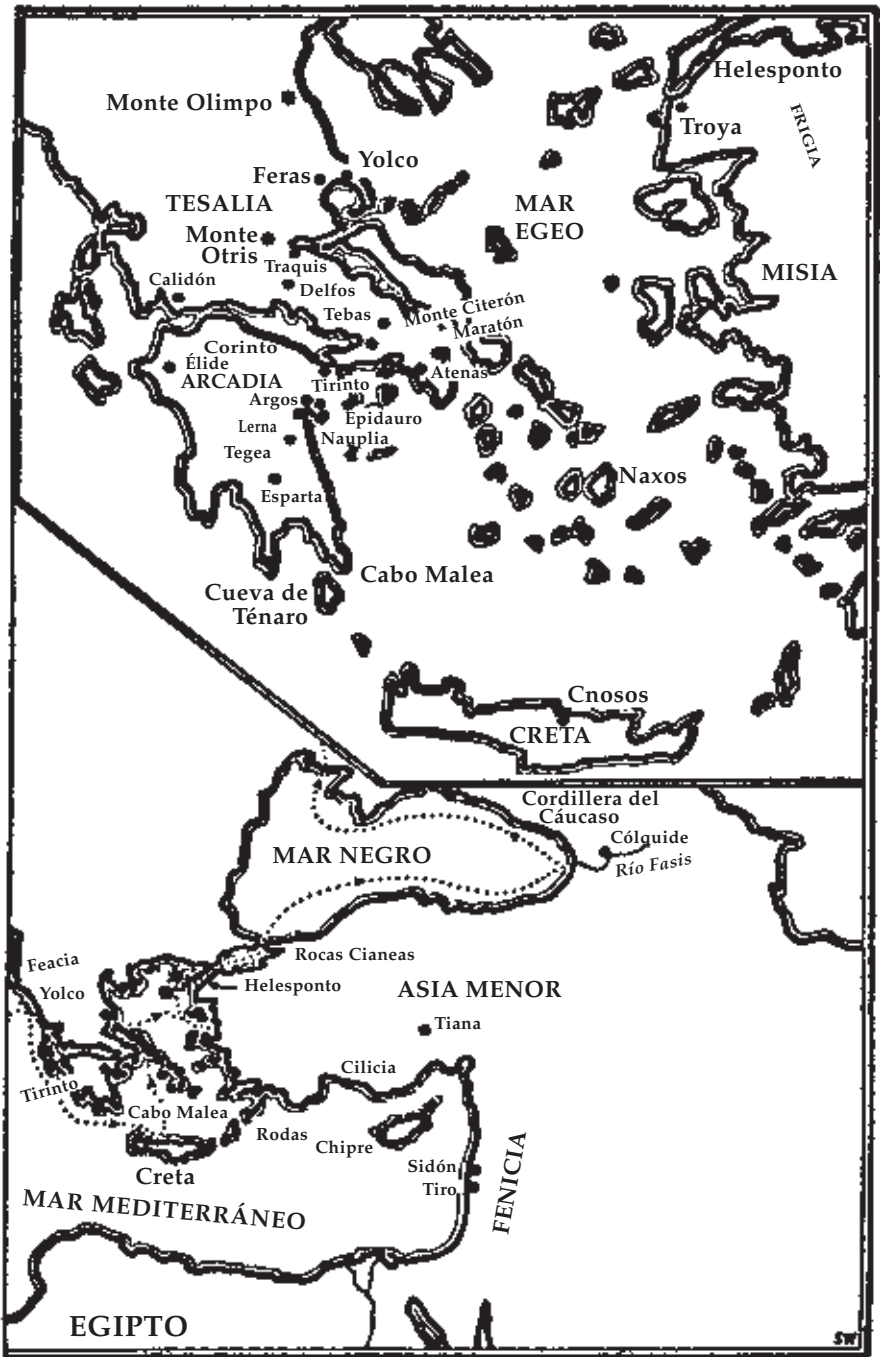 Helesponto
Monte Olimpo
Troya
FRIGIA
Yolco
Feras
TESALIA
MAR
EGEO
Monte
Otris
Traquis
MISIA
Calidón
Delfos
Tebas
Monte Citerón
Maratón
Corinto
Élide
ARCADIA
Tirinto
Atenas
Argos
Epidauro
Lerna
Nauplia
Tegea
Naxos
Esparta
Cabo Malea
Cueva de
Ténaro
Cnosos
CRETA
Cordillera del
Cáucaso
Cólquide
MAR NEGRO
Río Fasis
Rocas Cianeas
Feacia
Helesponto
Yolco
ASIA MENOR
Tiana
Cilicia
Tirinto
Cabo Malea
Rodas
Chipre
Creta
Sidón
Tiro
FENICIA
MAR MEDITERRÁNEO
EGIPTO
SW